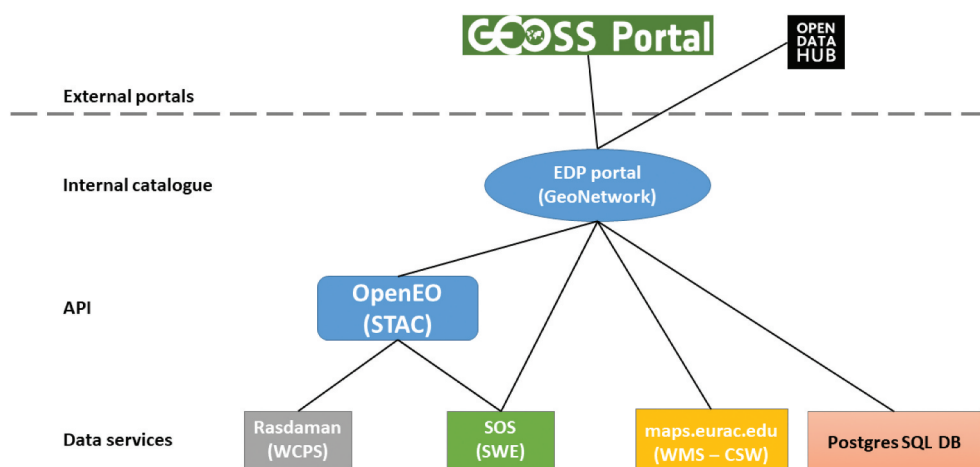 GEOSS Portal
OPEN
DATA
HUB
External portals
Internal catalogue
EDP portal
(GeoNetwork)
API
OpenEO
(STAC)
Data services
Rasdaman
(WCPS)
SOS
(SWE)
maps.eurac.edu
(WMS – CSW)
Postgres SQL DB